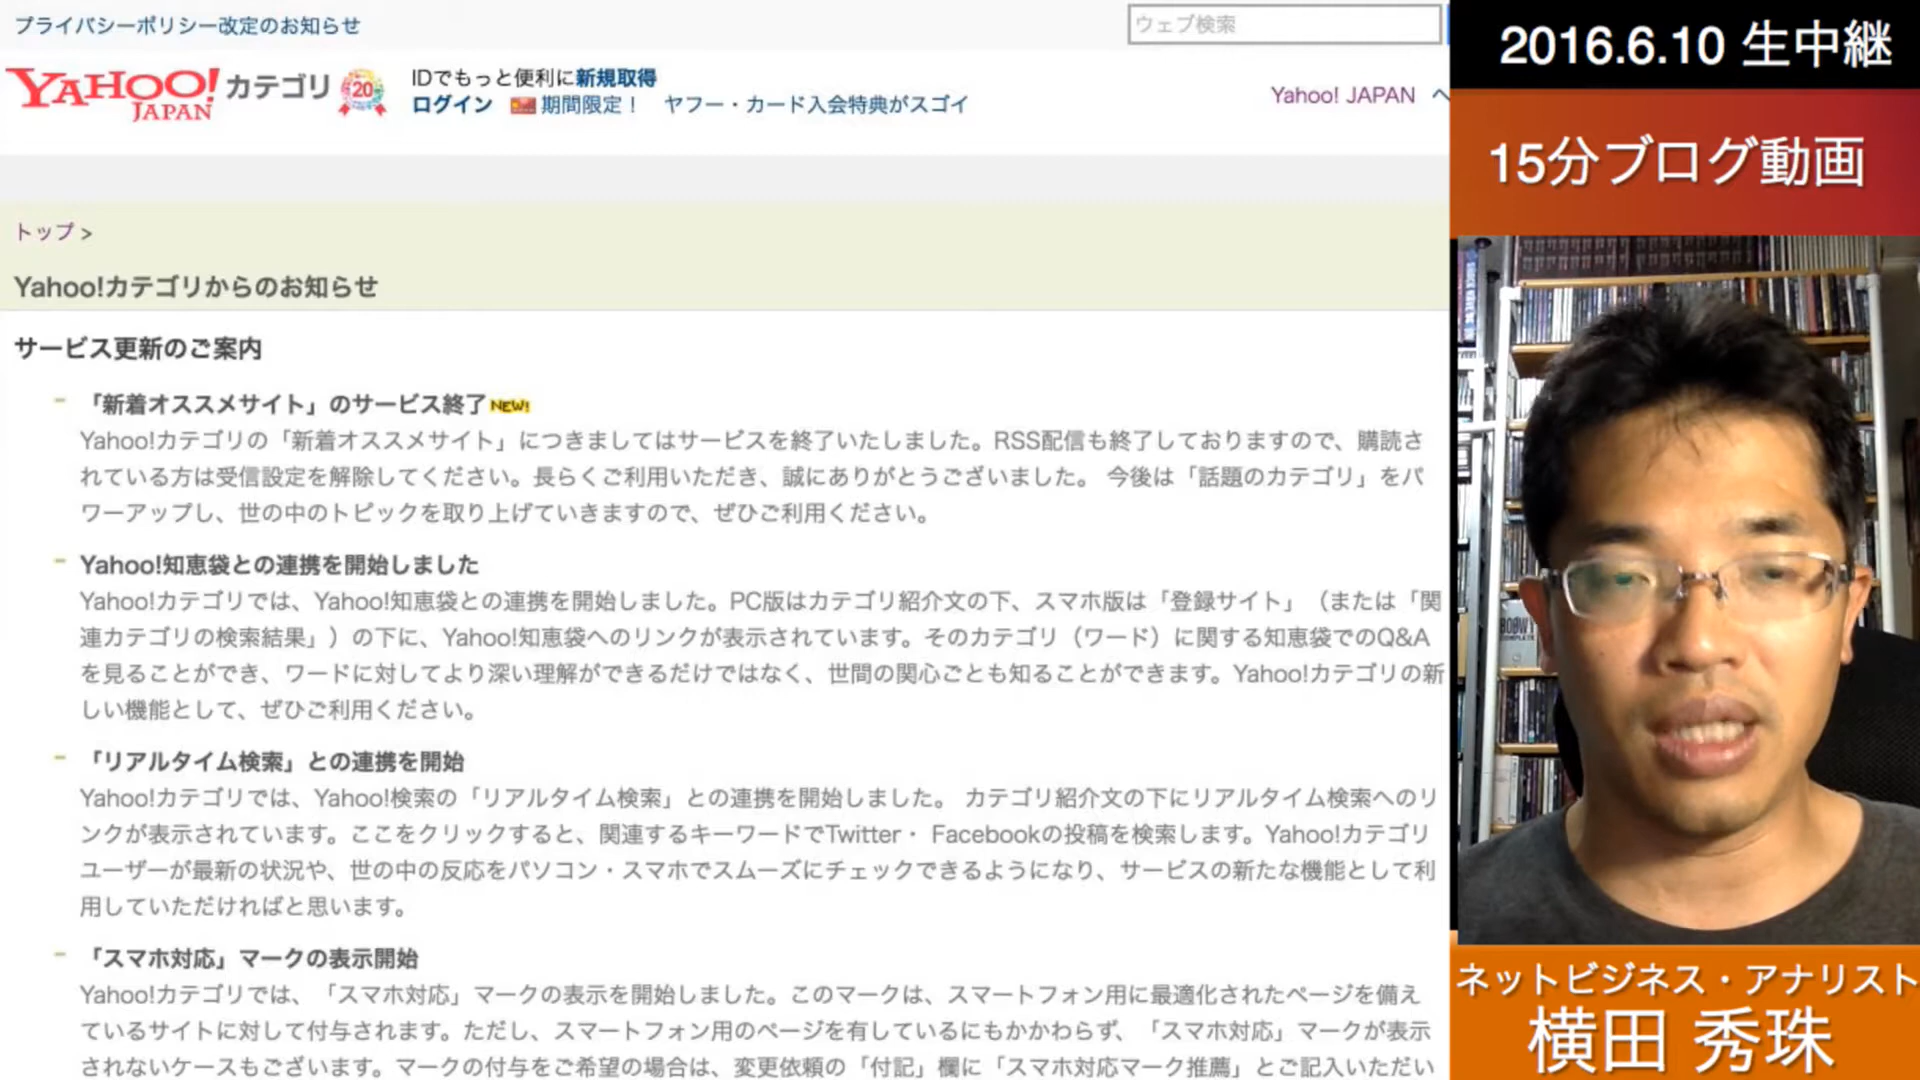 プライバシーポリシー改定のお知らせ
ウェブ検索
YAHOO! JAPAN カテゴリ 20
IDでもっと便利に新規取得
ログイン 期間限定！ ヤフー・カード入会特典がスゴイ
Yahoo! JAPAN ヘ
トップ >
Yahoo!カテゴリからのお知らせ
サービス更新のご案内
「新着オススメサイト」のサービス終了 NEW!
Yahoo!カテゴリの「新着オススメサイト」につきましてはサービスを終了いたしました。RSS配信も終了しておりますので、購読さ
れている方は受信設定を解除してください。長らくご利用いただき、誠にありがとうございました。 今後は「話題のカテゴリ」をパ
ワーアップし、世の中のトピックを取り上げていきますので、ぜひご利用ください。
Yahoo!知恵袋との連携を開始しました
Yahoo!カテゴリでは、Yahoo!知恵袋との連携を開始しました。PC版はカテゴリ紹介文の下、スマホ版は「登録サイト」（または「関
連カテゴリの検索結果」）の下に、Yahoo!知恵袋へのリンクが表示されています。そのカテゴリ（ワード）に関する知恵袋でのQ&A
を見ることができ、ワードに対してより深い理解ができるだけではなく、世間の関心ごとも知ることができます。Yahoo!カテゴリの新
しい機能として、ぜひご利用ください。
「リアルタイム検索」との連携を開始
Yahoo!カテゴリでは、Yahoo!検索の「リアルタイム検索」との連携を開始しました。 カテゴリ紹介文の下にリアルタイム検索へのリ
ンクが表示されています。ここをクリックすると、関連するキーワードでTwitter・ Facebookの投稿を検索します。Yahoo!カテゴリ
ユーザーが最新の状況や、世の中の反応をパソコン・スマホでスムーズにチェックできるようになり、サービスの新たな機能として利
用していただければと思います。
「スマホ対応」マークの表示開始
Yahoo!カテゴリでは、「スマホ対応」マークの表示を開始しました。このマークは、スマートフォン用に最適化されたページを備え
ているサイトに対して付与されます。ただし、スマートフォン用のページを有しているにもかかわらず、「スマホ対応」マークが表示
されないケースもございます。マークの付与をご希望の場合は、変更依頼の「付記」欄に「スマホ対応マーク推薦」とご記入いただい
2016.6.10 生中継
15分ブログ動画
BOØWY
ネットビジネス・アナリスト
横田 秀珠